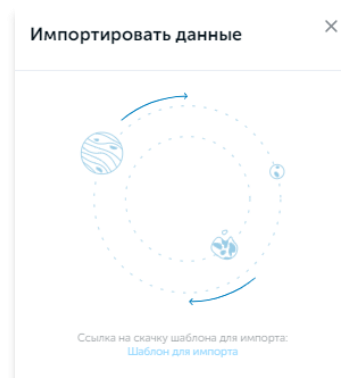 Импортировать данные
Ссылка на скачку шаблона для импорта:
Шаблон для импорта